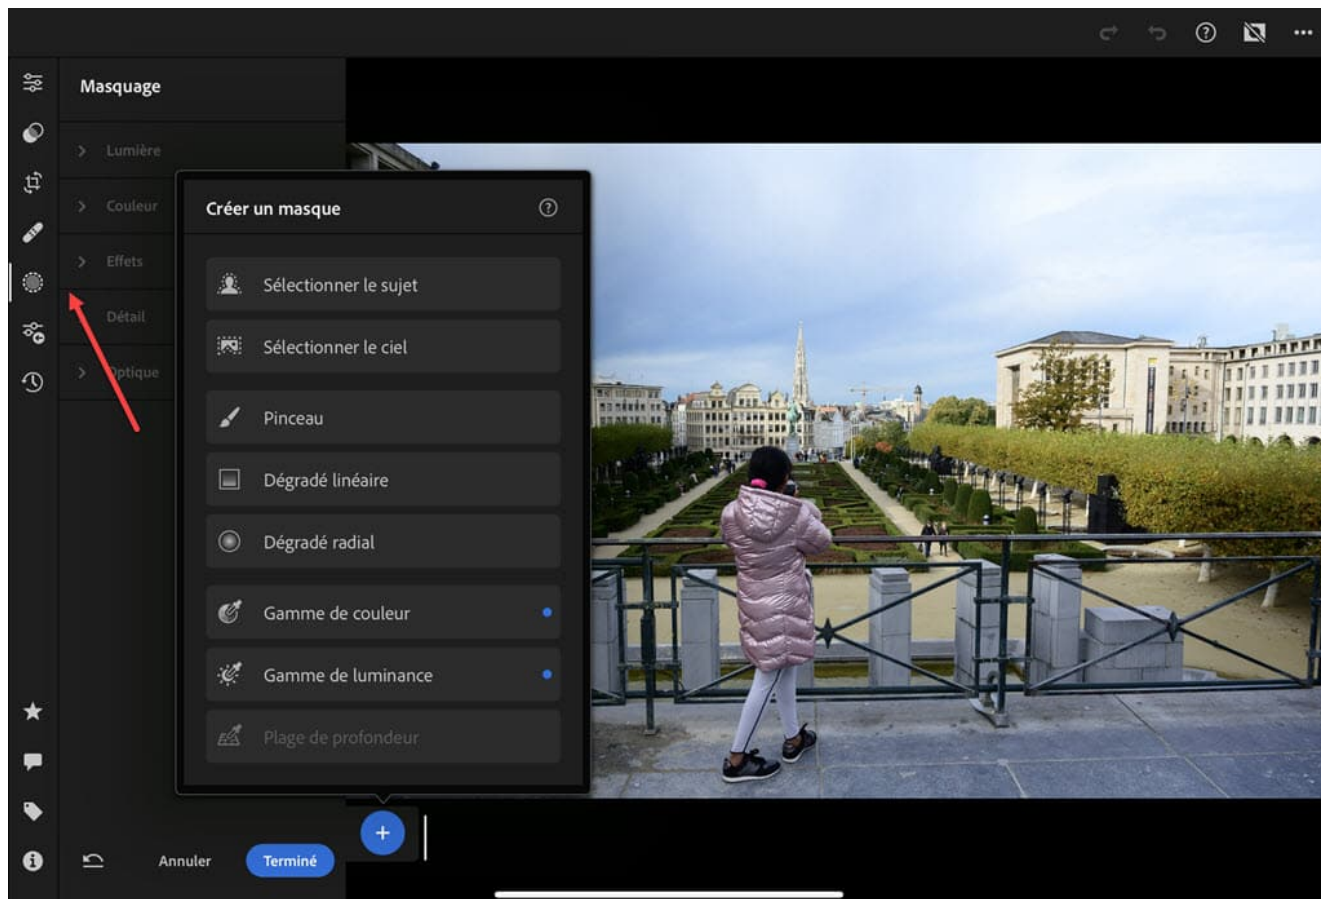 Masquage
Lumière
Couleur
Effets
Détail
Optique
Créer un masque
Sélectionner le sujet
Sélectionner le ciel
Pinceau
Dégradé linéaire
Dégradé radial
Gamme de couleur
Gamme de luminance
Plage de profondeur
Annuler
Terminé